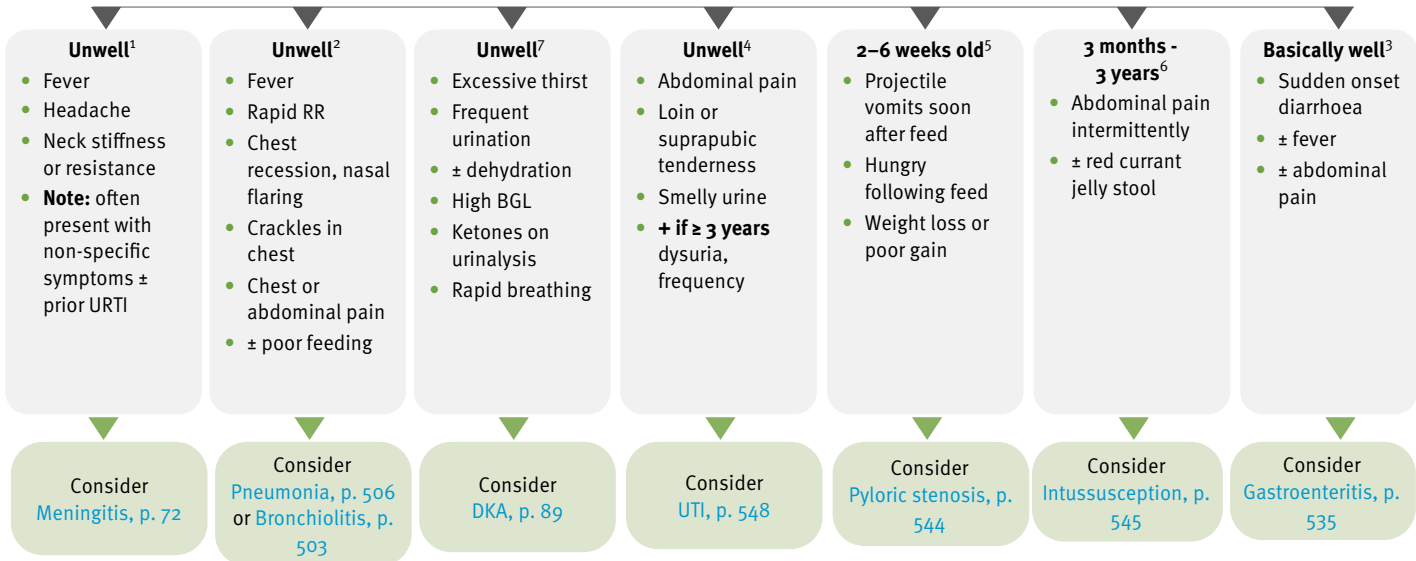 Unwell¹
• Fever
• Headache
• Neck stiffness
or resistance
• Note: often
present with
non-specific
symptoms ±
prior URTI
Consider
Meningitis, p. 72
Unwell²
• Fever
• Rapid RR
• Chest
recession, nasal
flaring
• Crackles in
chest
• Chest or
abdominal pain
• ± poor feeding
Consider
Pneumonia, p. 506
or Bronchiolitis, p.
503
Unwell⁷
• Excessive thirst
• Frequent
urination
• ± dehydration
• High BGL
• Ketones on
urinalysis
• Rapid breathing
Consider
DKA, p. 89
Unwell⁴
• Abdominal pain
• Loin or
suprapubic
tenderness
• Smelly urine
• + if ≥ 3 years
dysuria,
frequency
Consider
UTI, p. 548
2–6 weeks old⁵
• Projectile
vomits soon
after feed
• Hungry
following feed
• Weight loss or
poor gain
Consider
Pyloric stenosis, p.
544
3 months -
3 years⁶
• Abdominal pain
intermittently
• ± red currant
jelly stool
Consider
Intussusception, p.
545
Basically well³
• Sudden onset
diarrhoea
• ± fever
• ± abdominal
pain
Consider
Gastroenteritis, p.
535